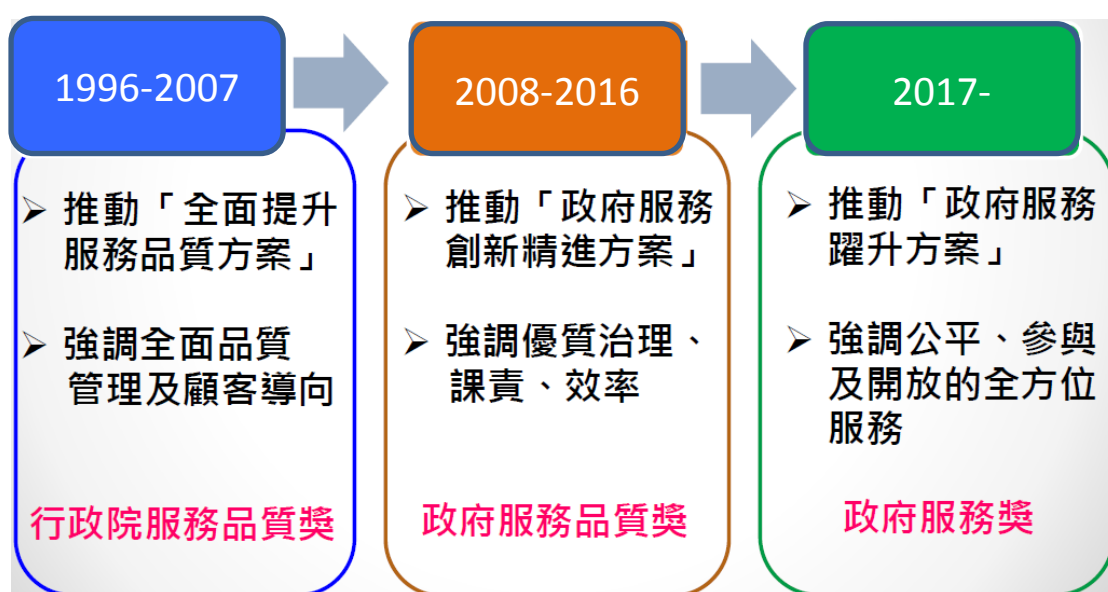 1996-2007
➢ 推動「全面提升
服務品質方案」
➢ 強調全面品質
管理及顧客導向
行政院服務品質獎
2008-2016
➢ 推動「政府服務
創新精進方案」
➢ 強調優質治理、
課責、效率
政府服務品質獎
2017-
➢ 推動「政府服務
躍升方案」
➢ 強調公平、參與
及開放的全方位
服務
政府服務獎